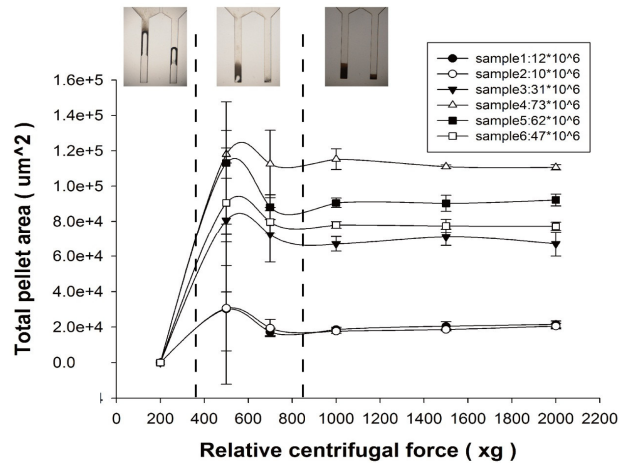 sample1:12*10^6
sample2:10*10^6
sample3:31*10^6
sample4:73*10^6
sample5:62*10^6
sample6:47*10^6
Total pellet area ( um^2 )
1.6e+5
1.4e+5
1.2e+5
1.0e+5
8.0e+4
6.0e+4
4.0e+4
2.0e+4
0.0
0 200 400 600 800 1000 1200 1400 1600 1800 2000 2200
Relative centrifugal force ( xg )